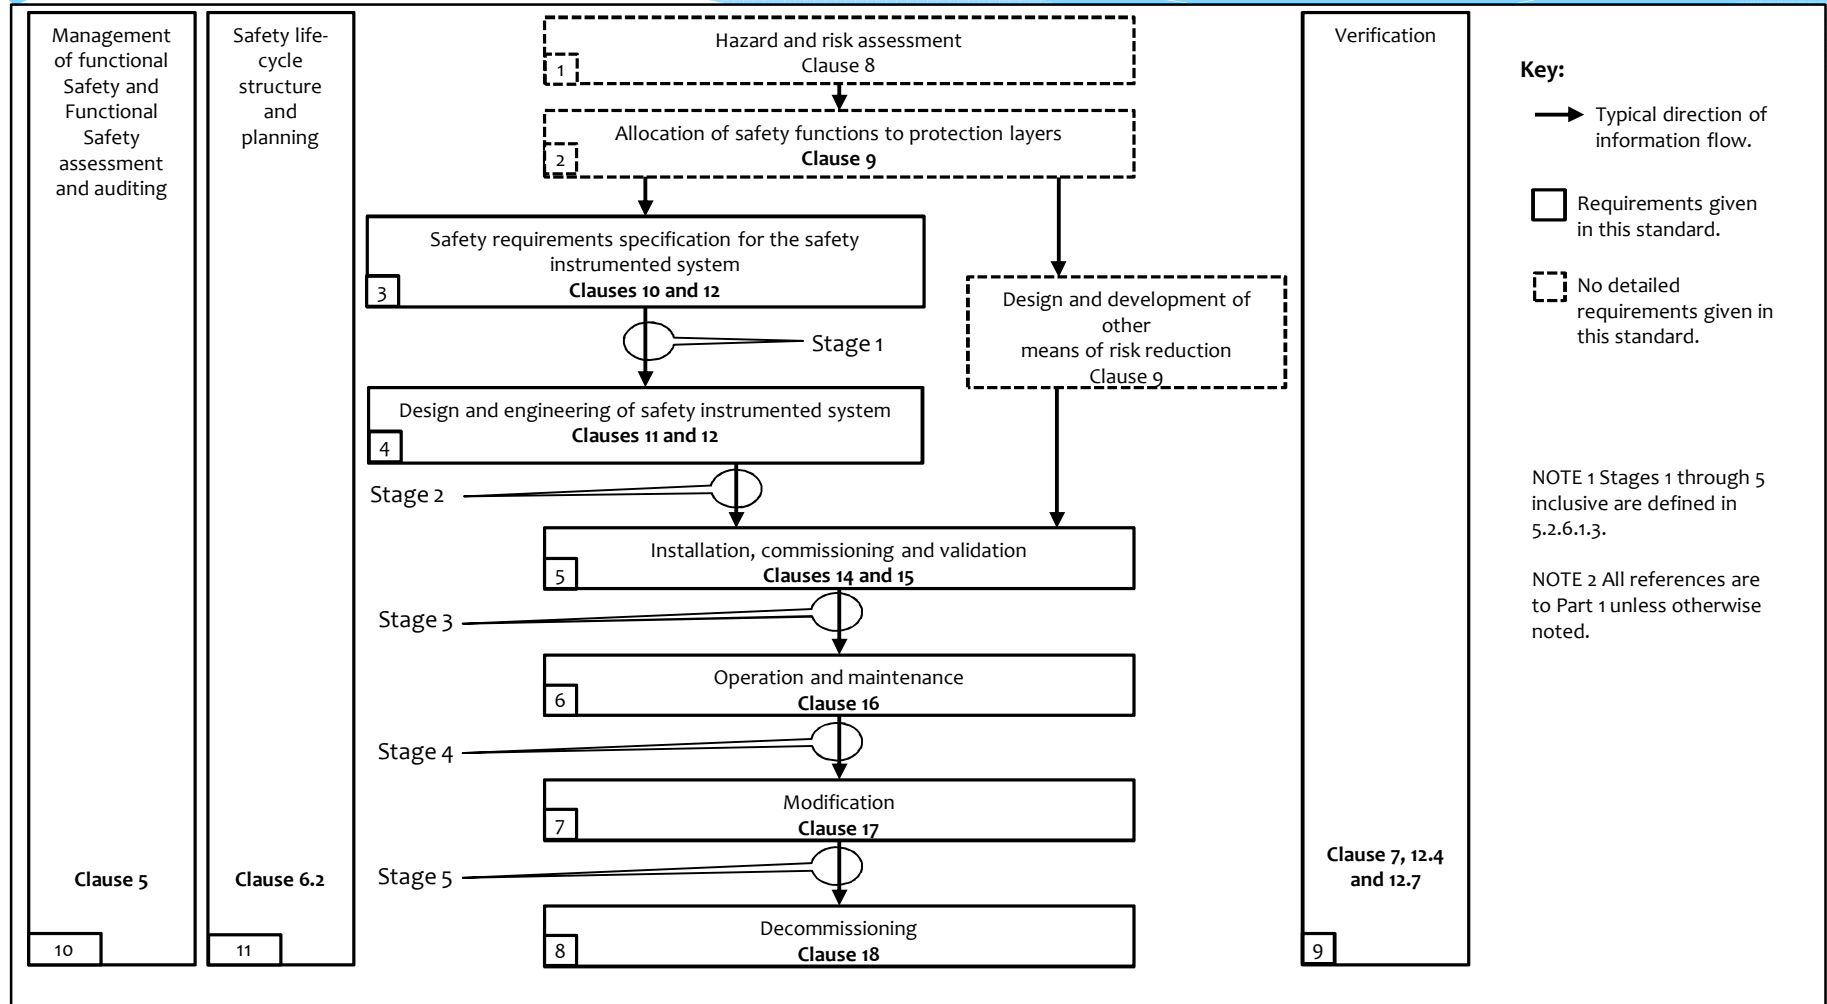 Management
of functional
Safety and
Functional
Safety
assessment
and auditing
Clause 5
10
Safety life-
cycle
structure
and
planning
Clause 6.2
11
Hazard and risk assessment
Clause 8
1
Allocation of safety functions to protection layers
Clause 9
2
Safety requirements specification for the safety
instrumented system
Clauses 10 and 12
3
Stage 1
Design and development of
other
means of risk reduction
Clause 9
Design and engineering of safety instrumented system
Clauses 11 and 12
4
Stage 2
Installation, commissioning and validation
Clauses 14 and 15
5
Stage 3
Operation and maintenance
Clause 16
6
Stage 4
Modification
Clause 17
7
Stage 5
Decommissioning
Clause 18
8
Verification
Clause 7, 12.4
and 12.7
9
Key:
Typical direction of
information flow.
Requirements given
in this standard.
No detailed
requirements given in
this standard.
NOTE 1 Stages 1 through 5
inclusive are defined in
5.2.6.1.3.
NOTE 2 All references are
to Part 1 unless otherwise
noted.